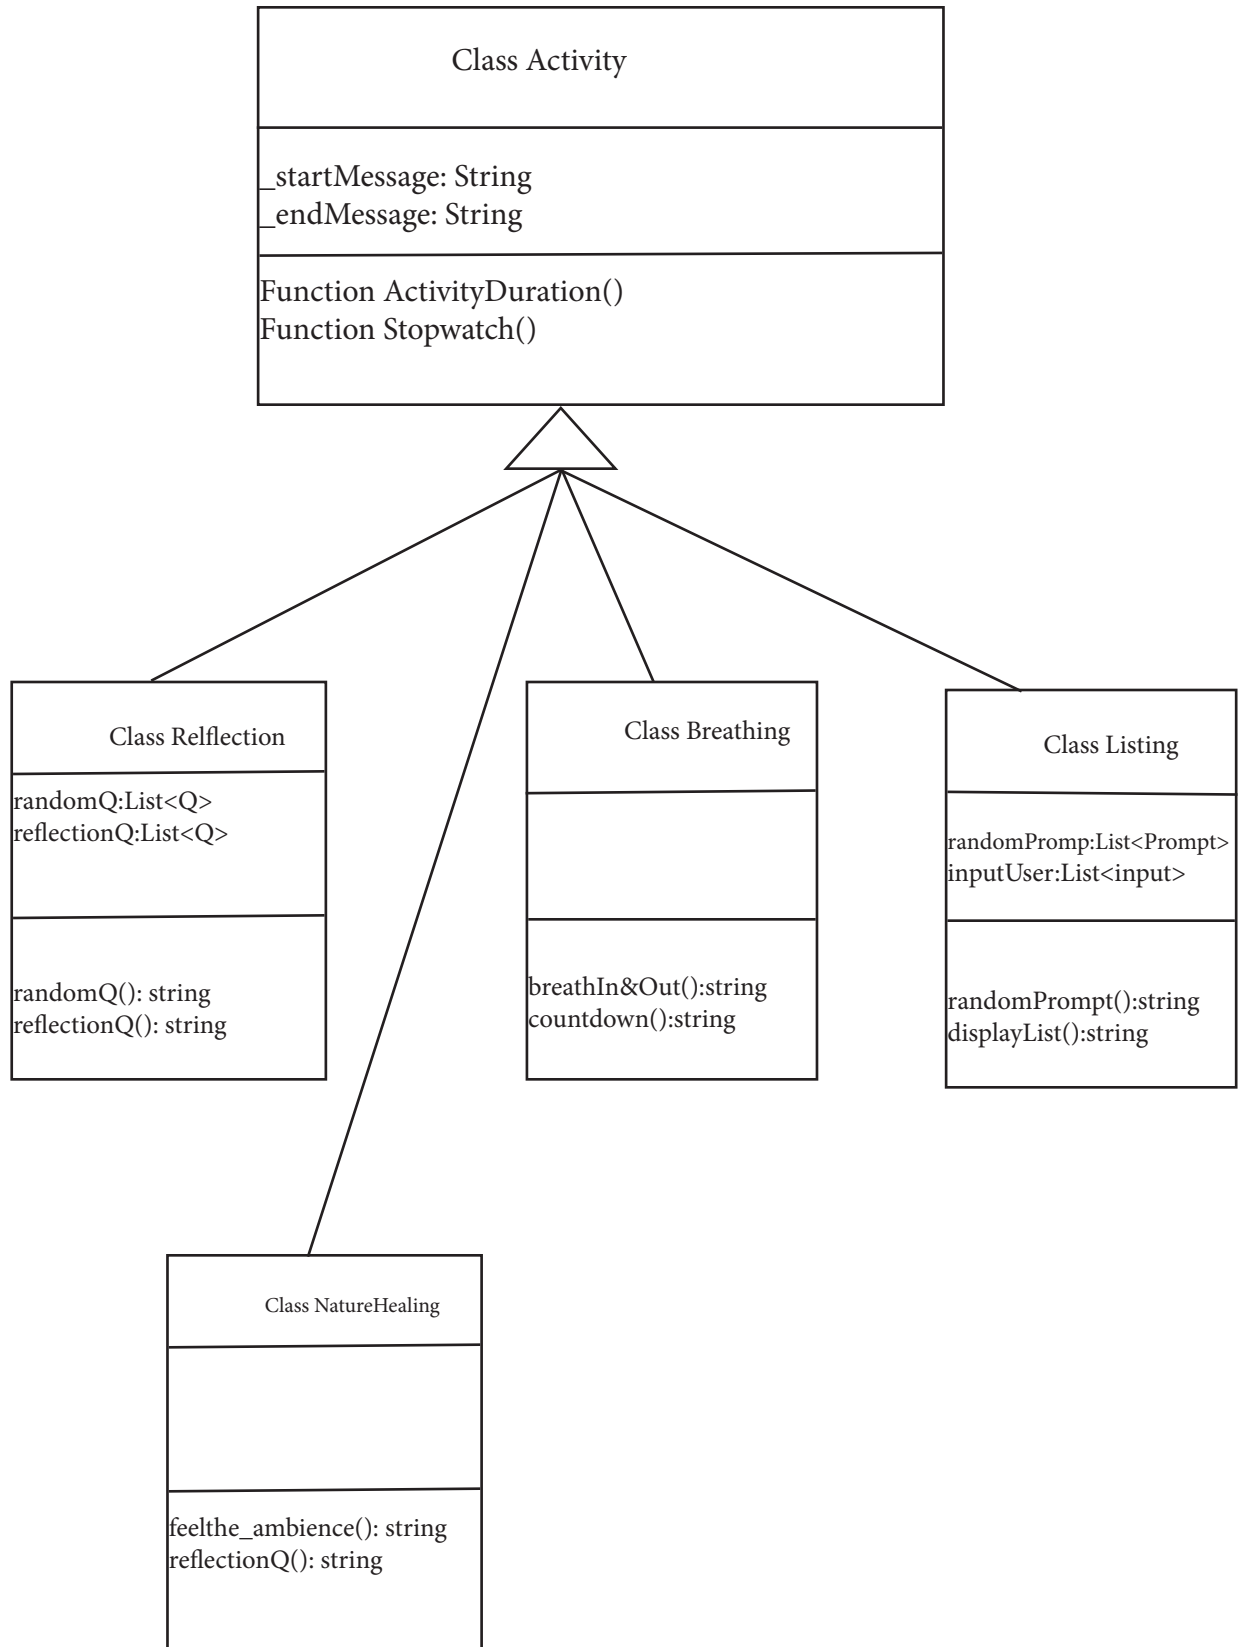 Class Activity
_startMessage: String
_endMessage: String
Function ActivityDuration()
Function Stopwatch()
Class Relflection
randomQ:List<Q>
reflectionQ:List<Q>
randomQ(): string
reflectionQ(): string
Class Breathing
breathIn&Out():string
countdown():string
Class Listing
randomPromp:List<Prompt>
inputUser:List<input>
randomPrompt():string
displayList():string
Class NatureHealing
feelthe_ambience(): string
reflectionQ(): string